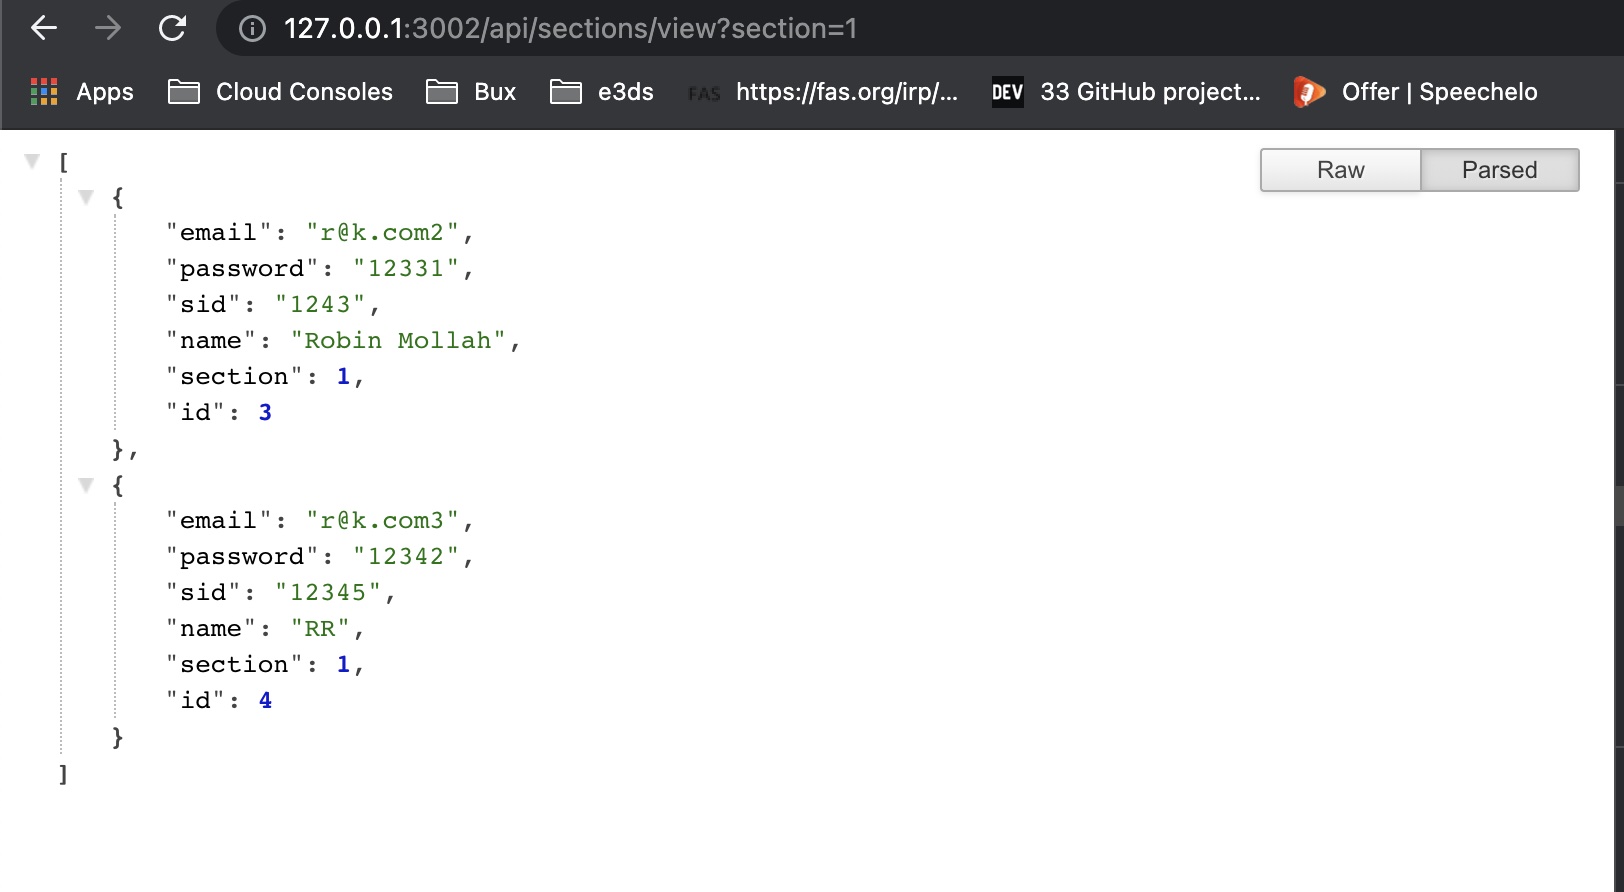 127.0.0.1:3002/api/sections/view?section=1
Apps Cloud Consoles Bux e3ds FAS https://fas.org/irp/... DEV 33 GitHub project... Offer | Speechelo
Raw Parsed
[
{
"email": "r@k.com2",
"password": "12331",
"sid": "1243",
"name": "Robin Mollah",
"section": 1,
"id": 3
},
{
"email": "r@k.com3",
"password": "12342",
"sid": "12345",
"name": "RR",
"section": 1,
"id": 4
}
]